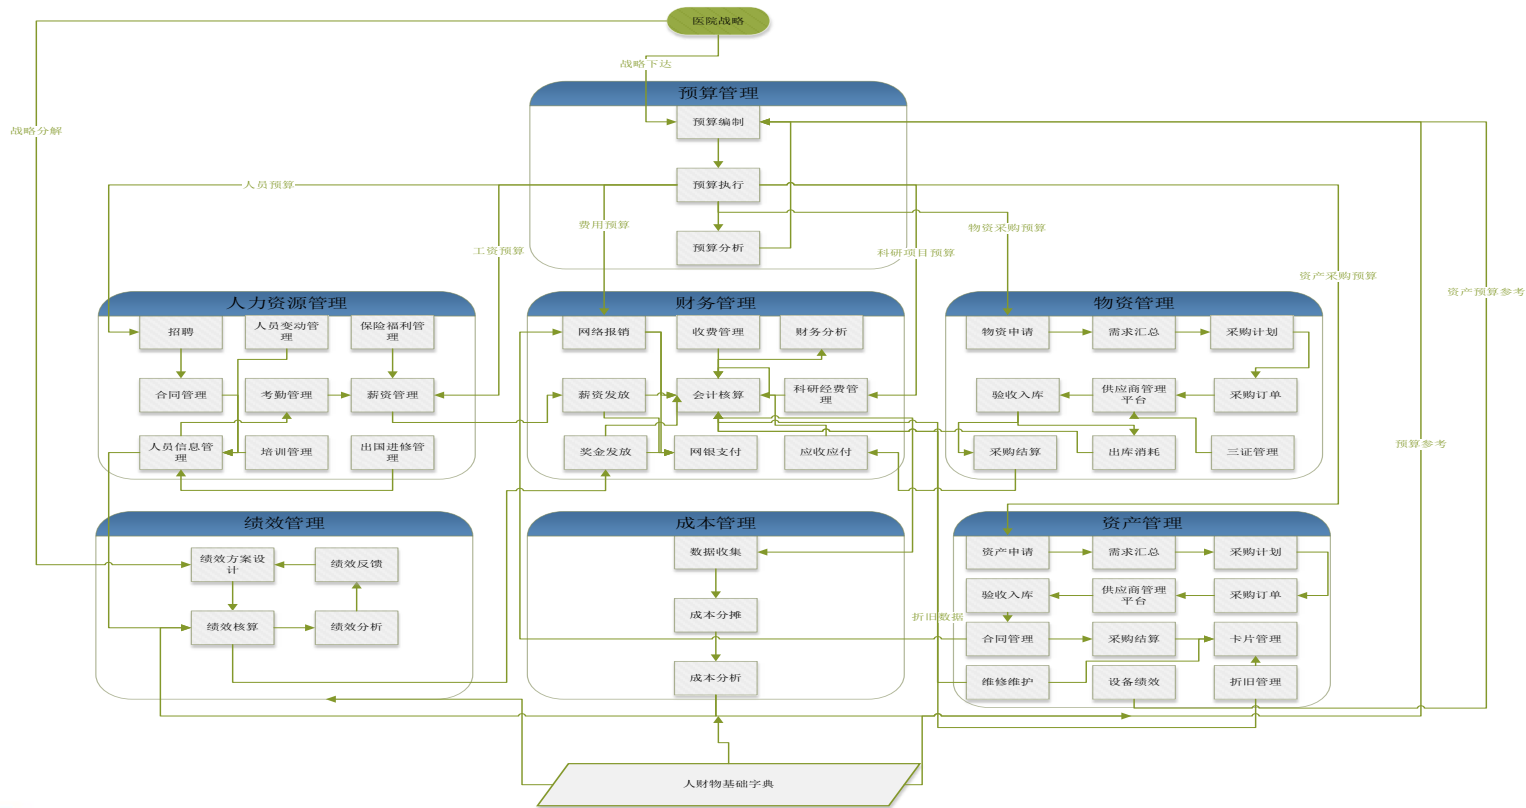 医院战略
战略下达
预算管理
预算编制
战略分解
预算执行
人员预算
费用预算
物资采购预算
工资预算
预算分析
科研项目预算
资产采购预算
资产预算参考
人力资源管理
招聘
人员变动管
理
保险福利管
理
合同管理
考勤管理
薪资管理
人员信息管
理
培训管理
出国进修管
理
财务管理
网络报销
收费管理
财务分析
薪资发放
会计核算
科研经费管
理
奖金发放
网银支付
应收应付
物资管理
物资申请
需求汇总
采购计划
验收入库
供应商管理
平台
采购订单
采购结算
出库消耗
三证管理
预算参考
绩效管理
绩效方案设
计
绩效反馈
绩效核算
绩效分析
成本管理
数据收集
成本分摊
成本分析
资产管理
资产申请
需求汇总
采购计划
验收入库
供应商管理
平台
采购订单
折旧数据
合同管理
采购结算
卡片管理
维修维护
设备绩效
折旧管理
人财物基础字典